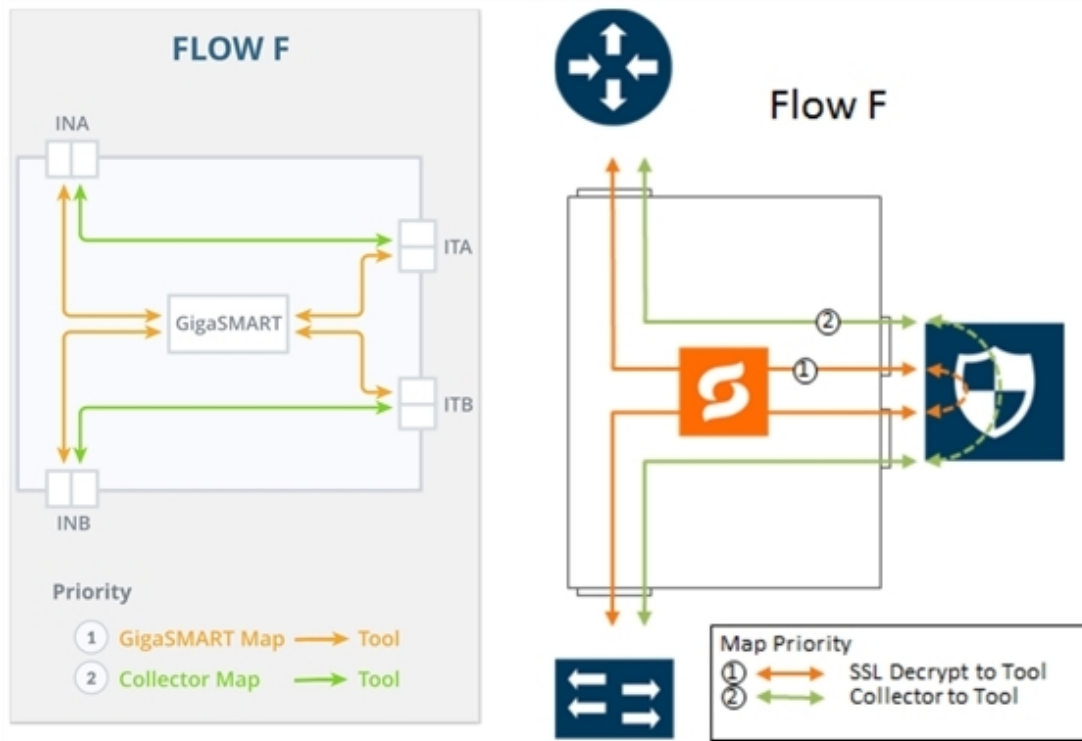 FLOW F
INA
ITA
GigaSMART
ITB
INB
Priority
1 GigaSMART Map Tool
2 Collector Map Tool
Flow F
2
1
Map Priority
1 SSL Decrypt to Tool
2 Collector to Tool